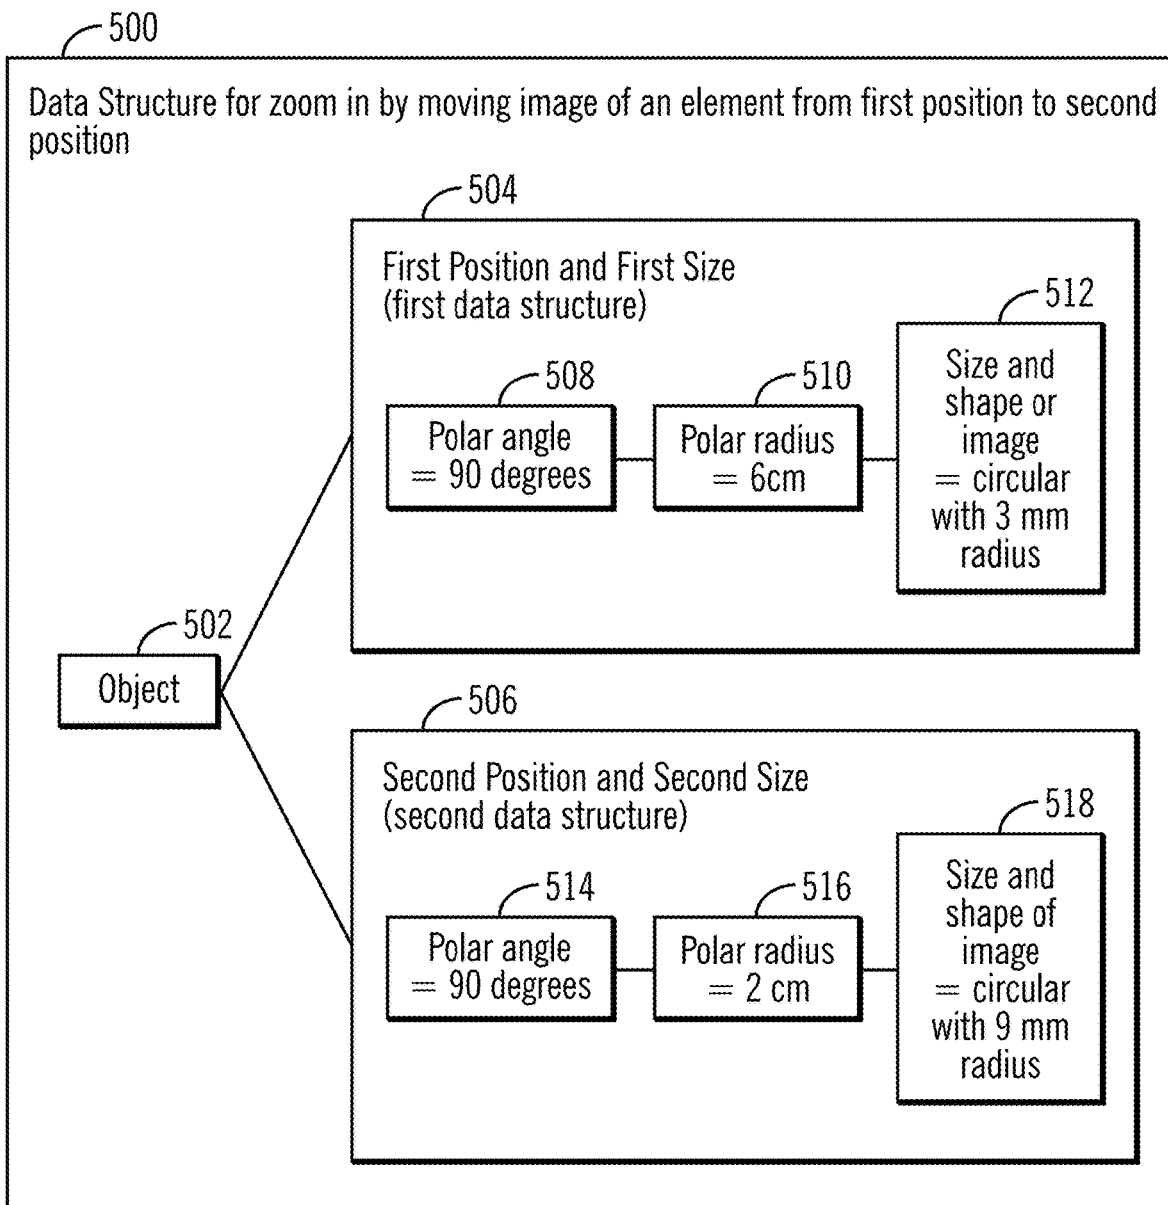 500
Data Structure for zoom in by moving image of an element from first position to second
position
504
First Position and First Size
(first data structure)
508
Polar angle
= 90 degrees
510
Polar radius
= 6cm
512
Size and
shape or
image
= circular
with 3 mm
radius
502
Object
506
Second Position and Second Size
(second data structure)
514
Polar angle
= 90 degrees
516
Polar radius
= 2 cm
518
Size and
shape of
image
= circular
with 9 mm
radius